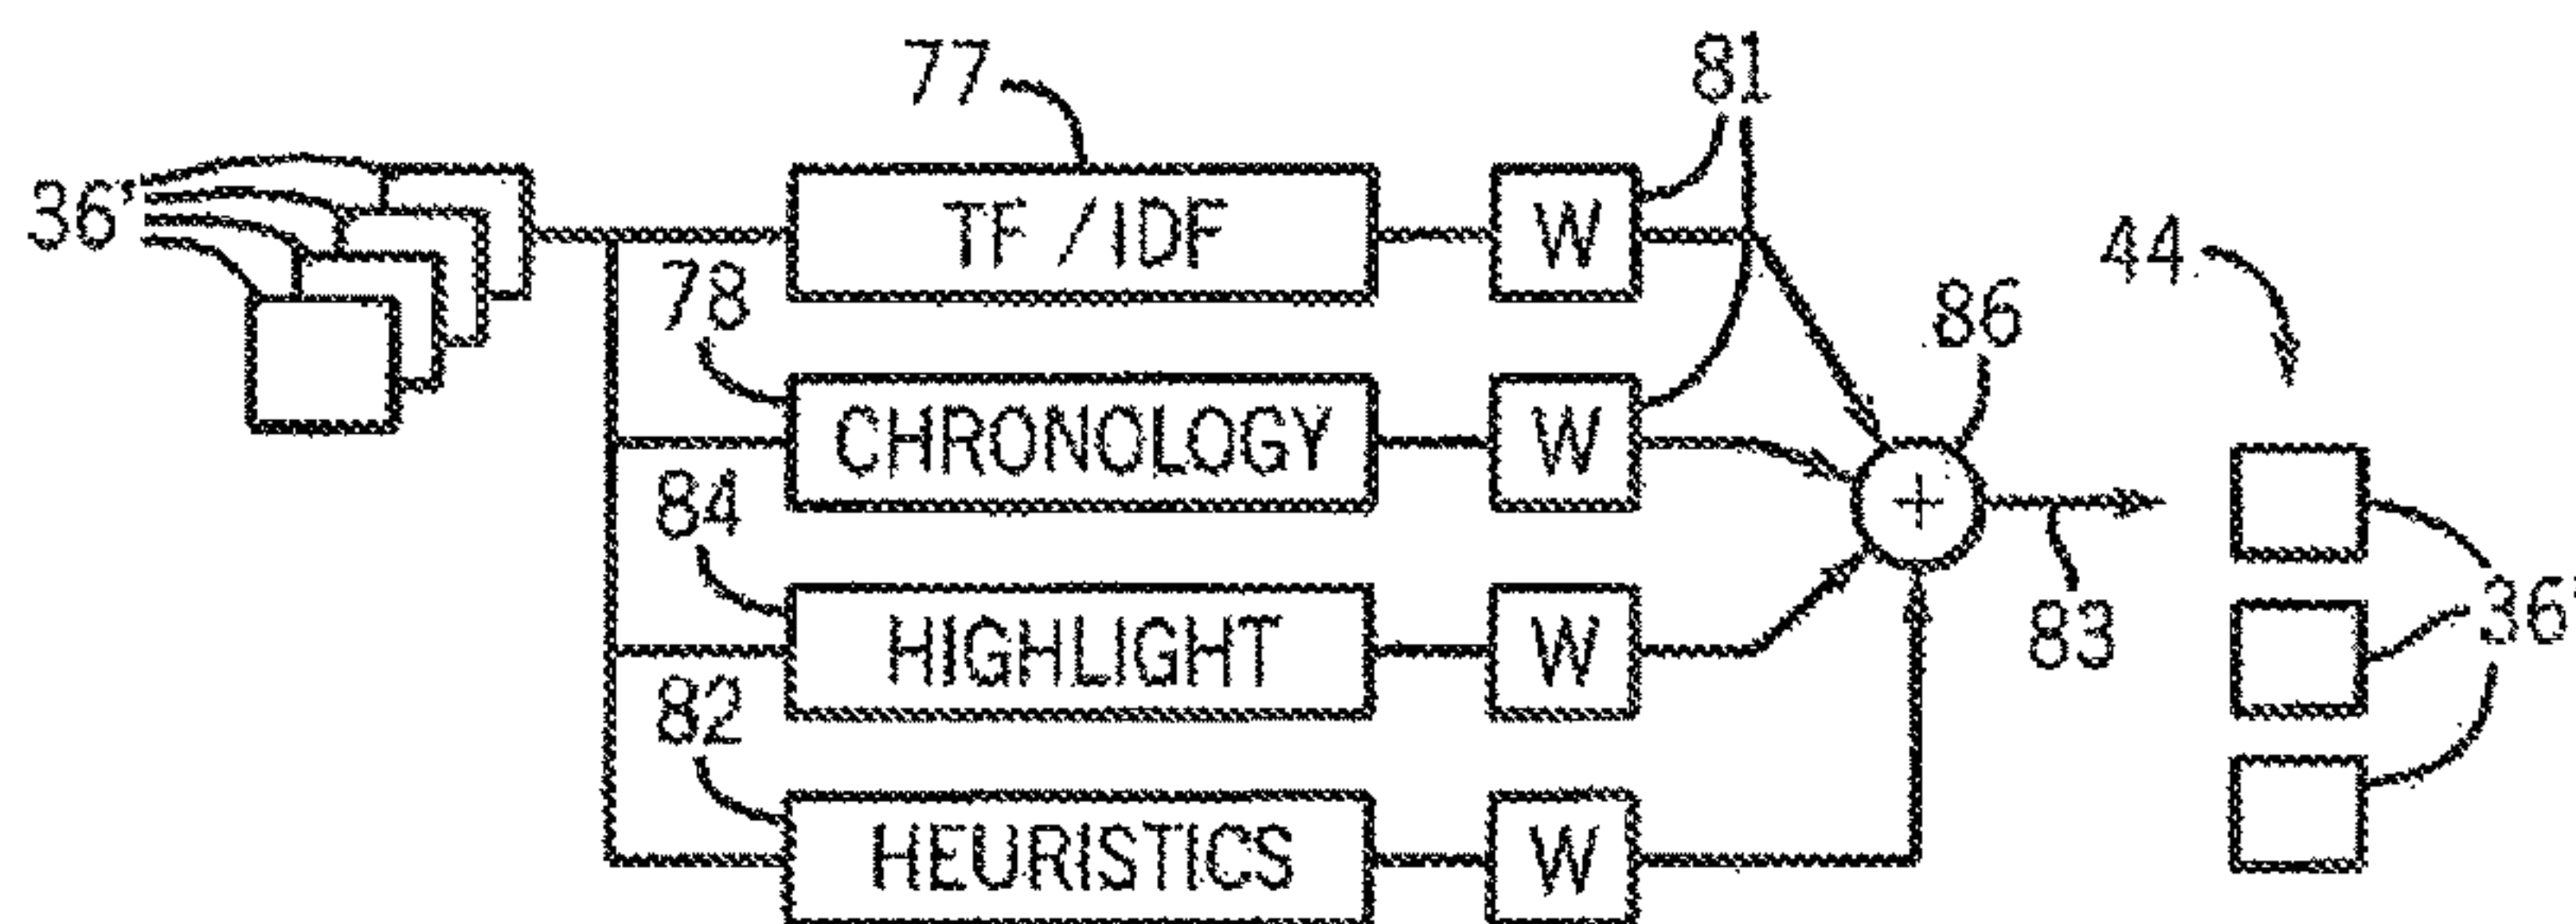 77
81
36'
TF / IDF
W
44
78
86
CHRONOLOGY
W
+
84
HIGHLIGHT
W
83
36'
82
HEURISTICS
W